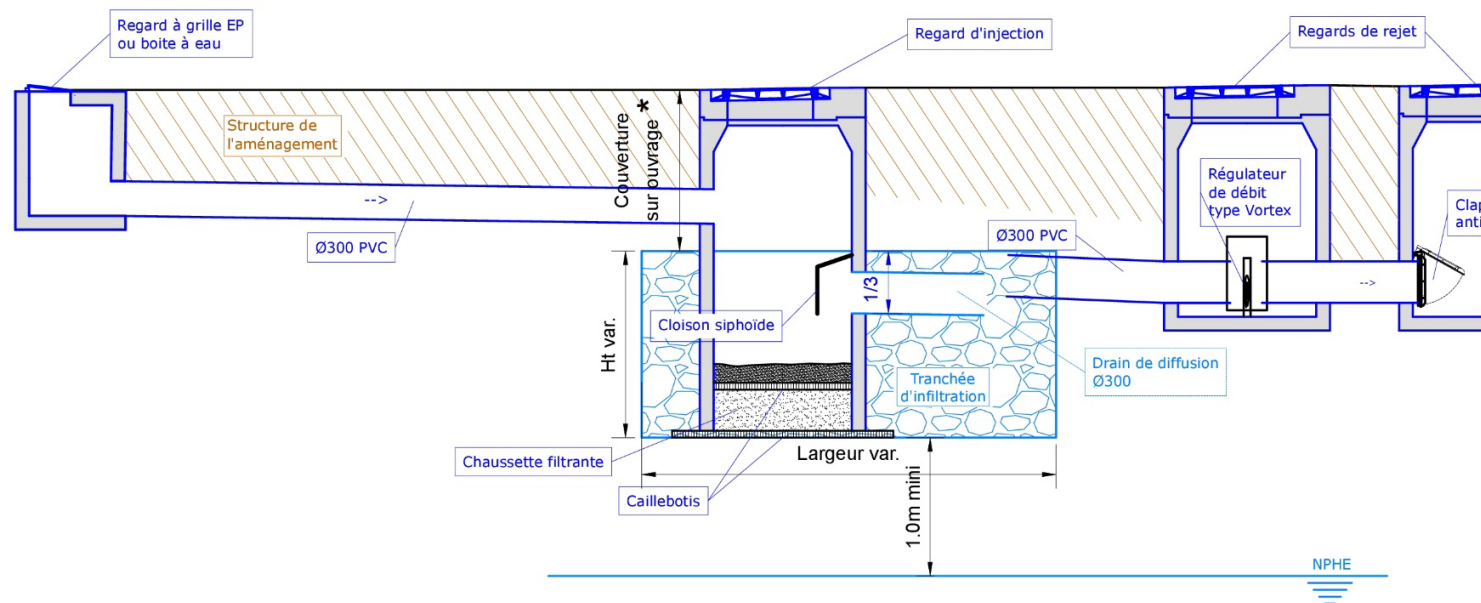 Regard à grille EP
ou boite à eau
Regard d'injection
Regards de rejet
Structure de
l'aménagement
Couverture
sur ouvrage *
Régulateur
de débit
type Vortex
Clap
anti
-->
Ø300 PVC
Ø300 PVC
-->
Ht var.
1/3
Cloison siphoïde
Drain de diffusion
Ø300
Tranchée
d'infiltration
Chaussette filtrante
Largeur var.
Caillebotis
1.0m mini
NPHE